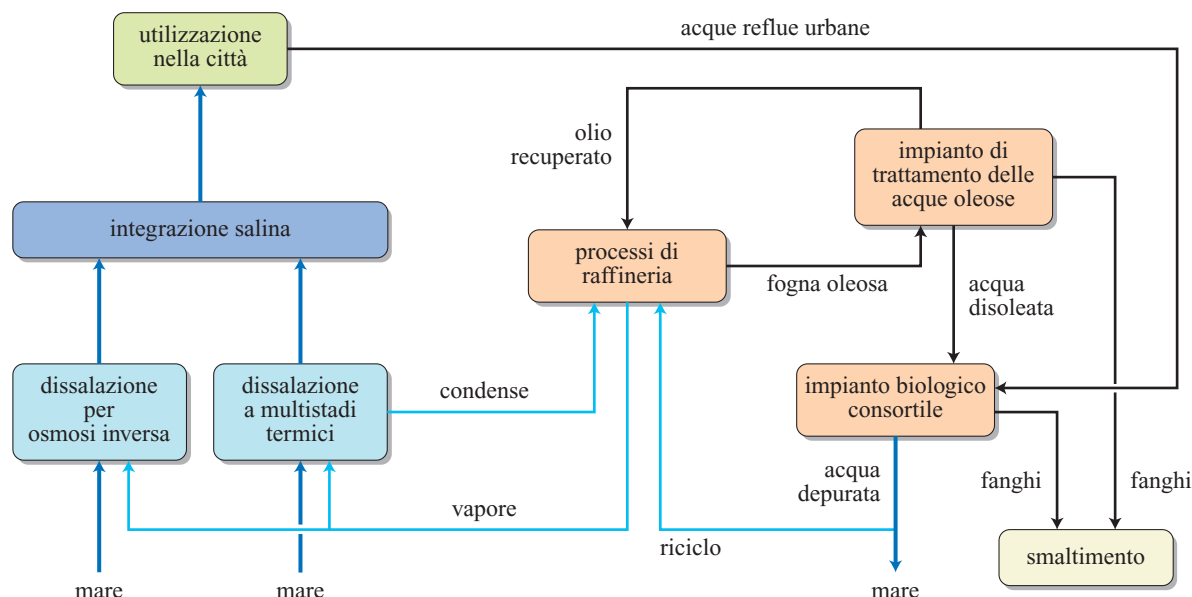 utilizzazione
nella città
acque reflue urbane
olio
recuperato
impianto di
trattamento delle
acque oleose
integrazione salina
processi di
raffineria
fogna oleosa
acqua
disoleata
dissalazione
per
osmosi inversa
dissalazione
a multistadi
termici
condense
impianto biologico
consortile
acqua
depurata
fanghi
fanghi
vapore
riciclo
smaltimento
mare
mare
mare